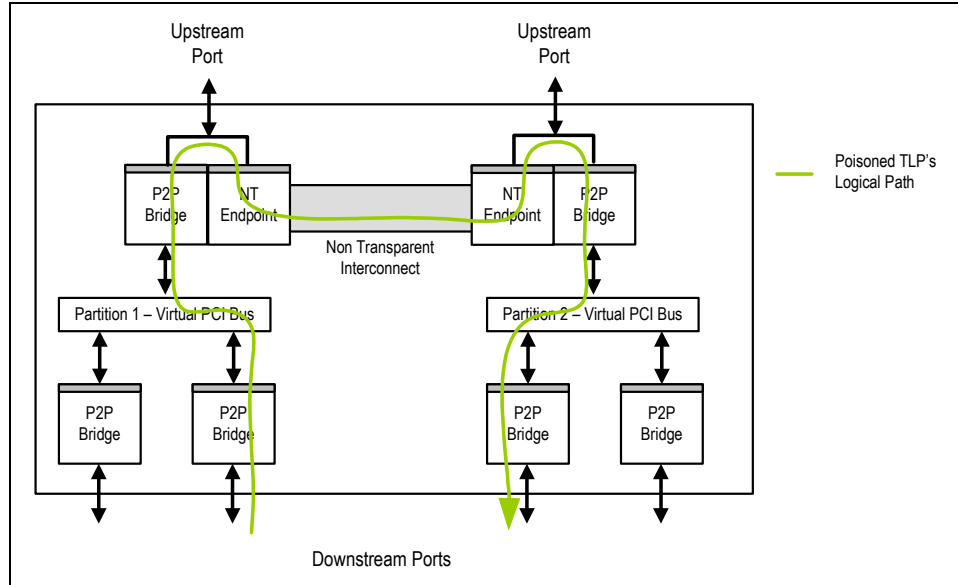 Upstream
Port
Upstream
Port
P2P
Bridge
NT
Endpoint
NT
Endpoint
P2P
Bridge
Poisoned TLP's
Logical Path
Non Transparent
Interconnect
Partition 1 – Virtual PCI Bus
Partition 2 – Virtual PCI Bus
P2P
Bridge
P2P
Bridge
P2P
Bridge
P2P
Bridge
Downstream Ports